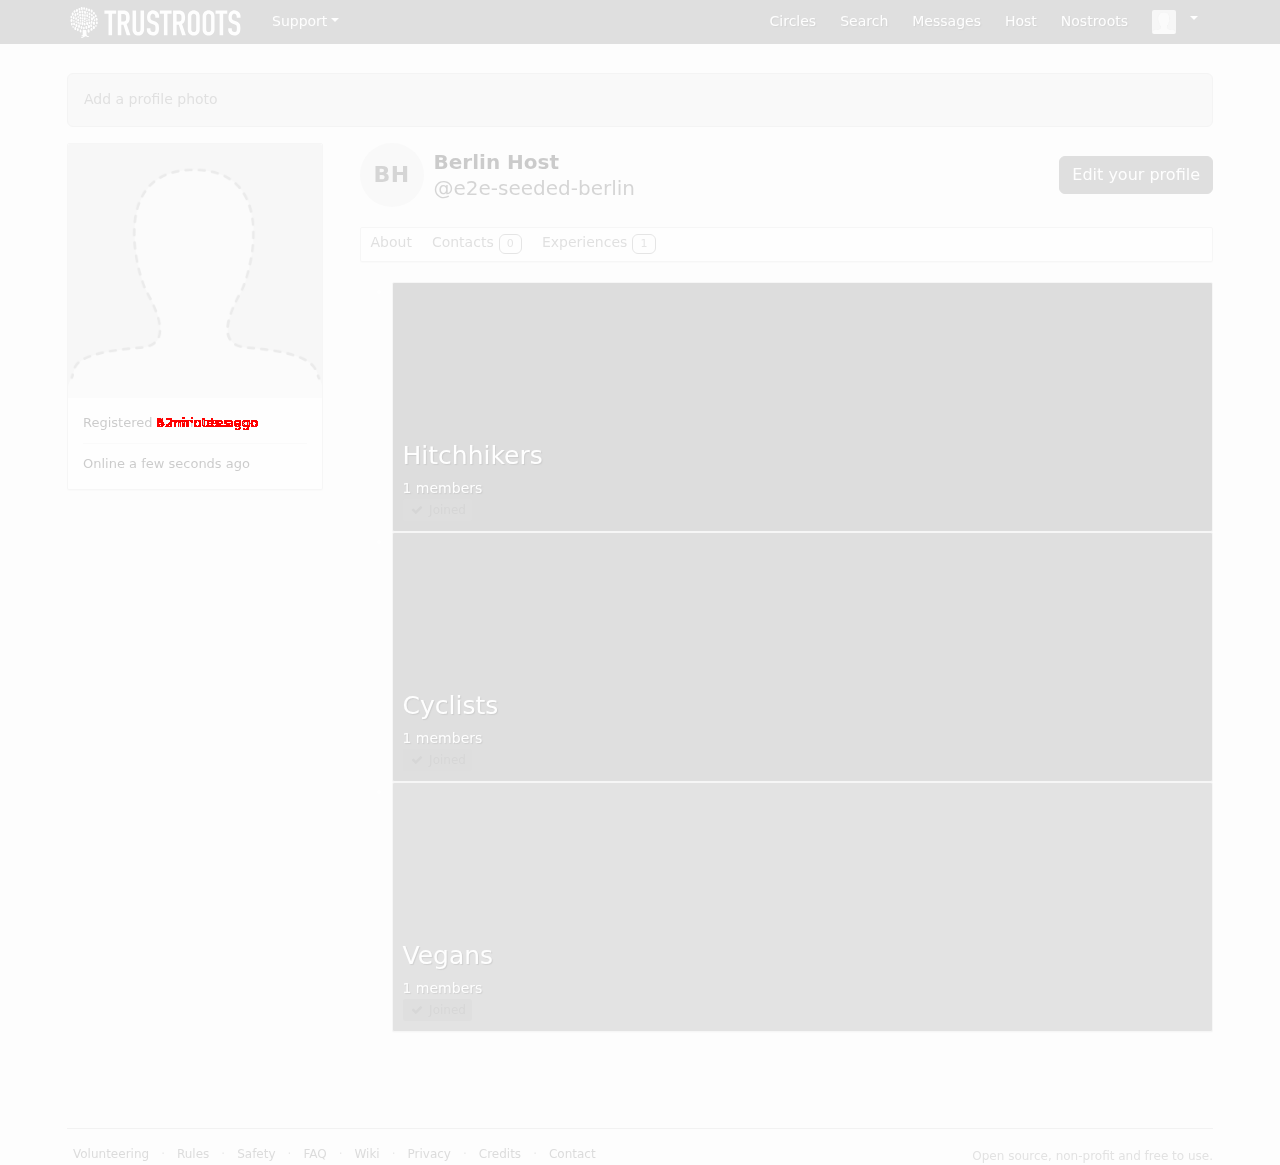 TRUSTROOTS
Support
Circles
Search
Messages
Host
Nostroots
Add a profile photo
BH
Berlin Host
@e2e-seeded-berlin
Edit your profile
About
Contacts 0
Experiences 1
Registered
Online a few seconds ago
Hitchhikers
1 members
Joined
Cyclists
1 members
Joined
Vegans
1 members
Joined
Volunteering · Rules · Safety · FAQ · Wiki · Privacy · Credits · Contact
Open source, non-profit and free to use.